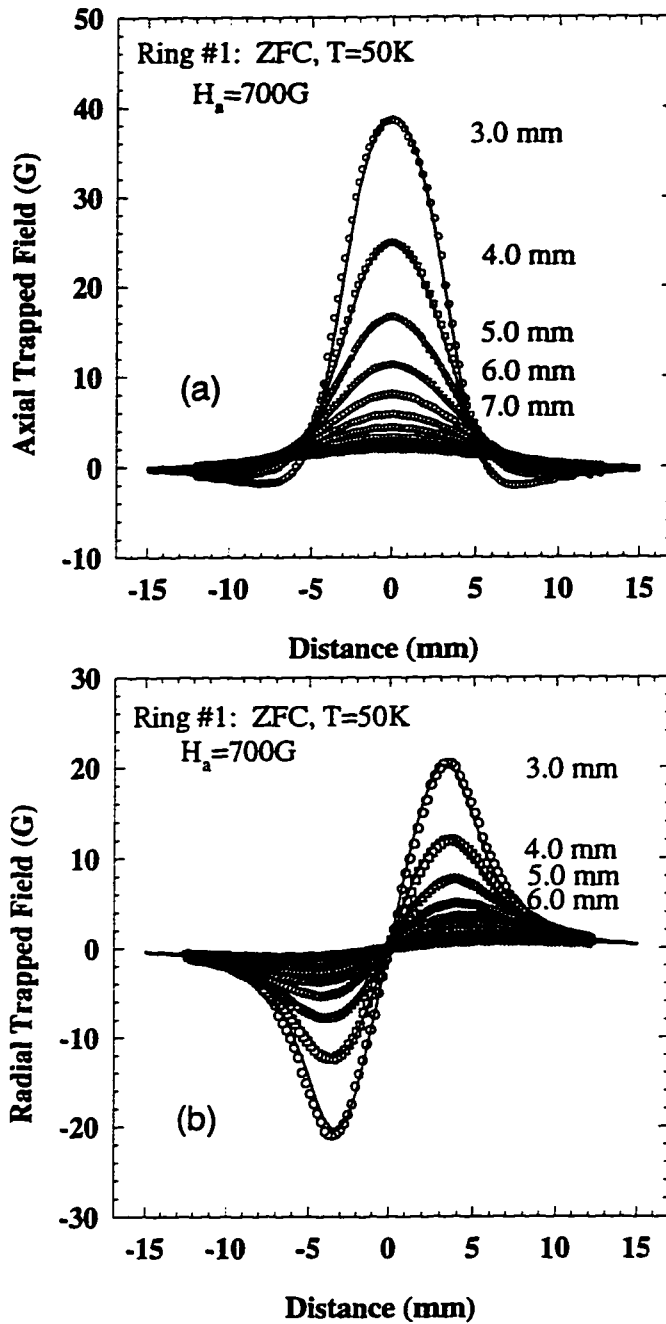 50
40
30
20
10
0
-10
Axial Trapped Field (G)
Ring #1: ZFC, T=50K
Hₐ=700G
3.0 mm
4.0 mm
5.0 mm
6.0 mm
7.0 mm
(a)
-15 -10 -5 0 5 10 15
Distance (mm)
30
20
10
0
-10
-20
-30
Radial Trapped Field (G)
Ring #1: ZFC, T=50K
Hₐ=700G
3.0 mm
4.0 mm
5.0 mm
6.0 mm
(b)
-15 -10 -5 0 5 10 15
Distance (mm)